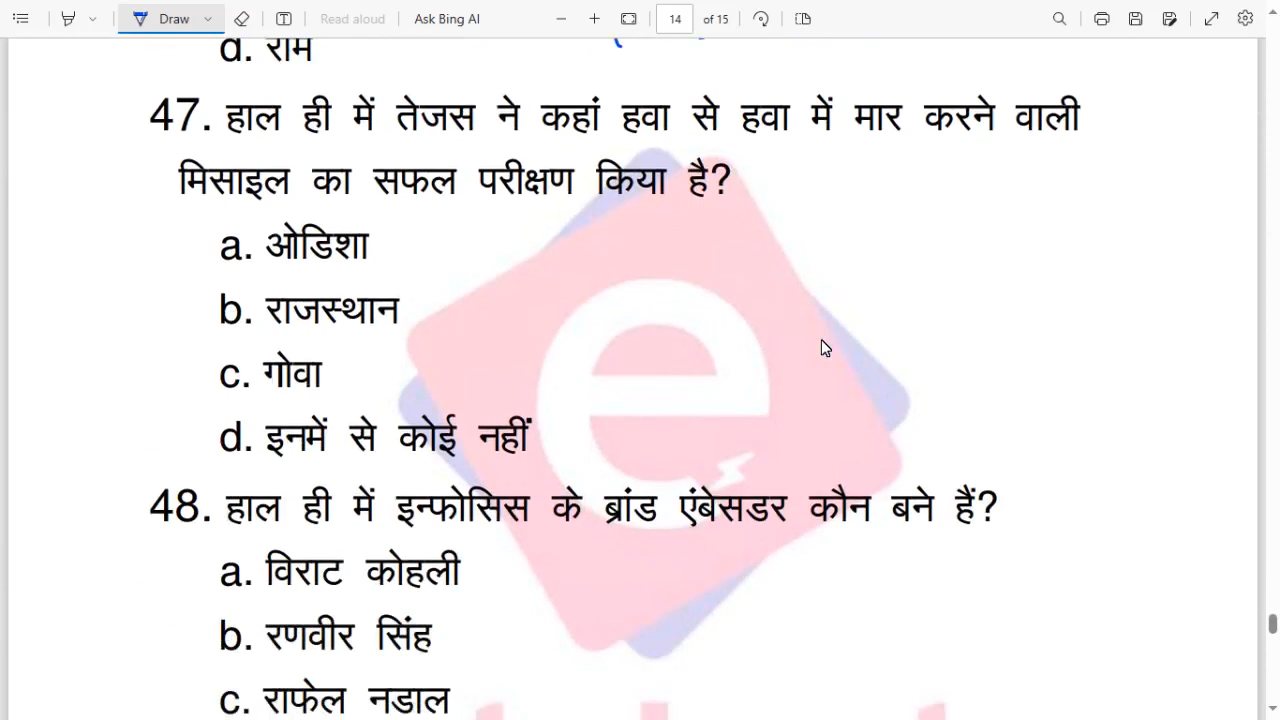 Draw
Read aloud
Ask Bing AI
14 of 15
d. रोम
47. हाल ही में तेजस ने कहां हवा से हवा में मार करने वाली
मिसाइल का सफल परीक्षण किया है?
a. ओडिशा
b. राजस्थान
c. गोवा
d. इनमें से कोई नहीं
48. हाल ही में इन्फोसिस के ब्रांड एंबेसडर कौन बने हैं?
a. विराट कोहली
b. रणवीर सिंह
c. राफेल नडाल